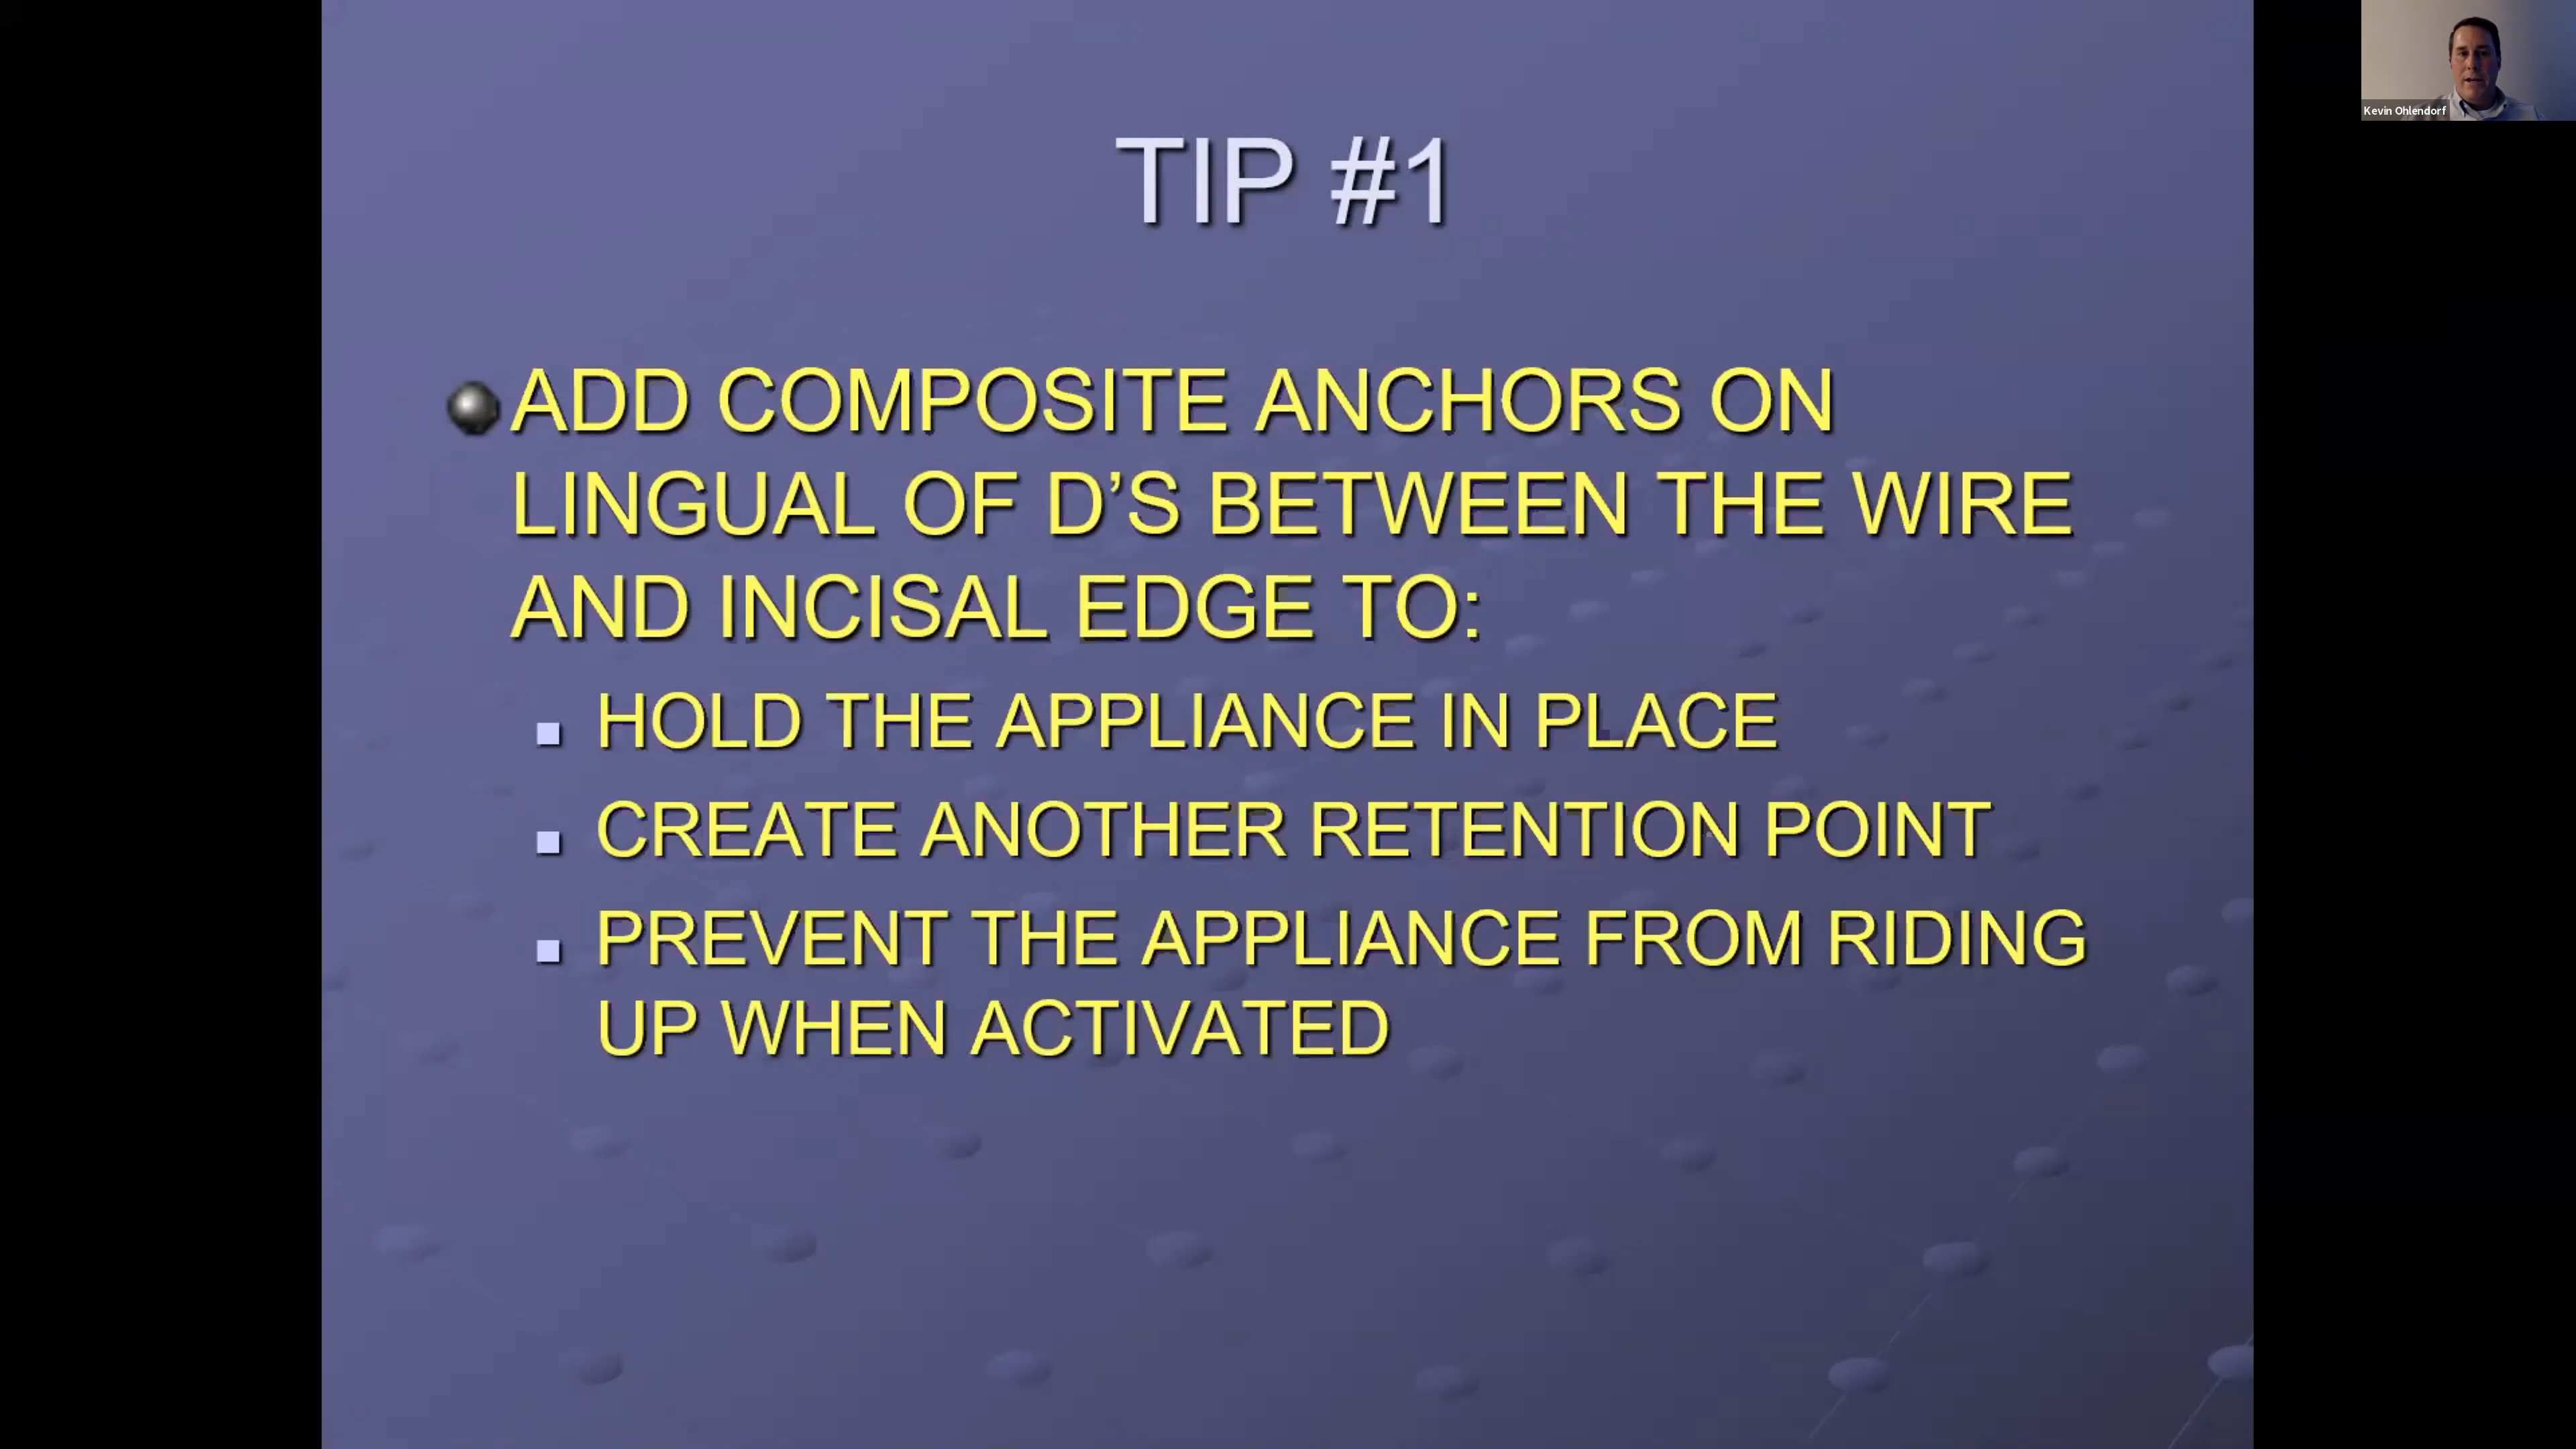 Kevin Ohlendorf
TIP #1
ADD COMPOSITE ANCHORS ON
LINGUAL OF D’S BETWEEN THE WIRE
AND INCISAL EDGE TO:
HOLD THE APPLIANCE IN PLACE
CREATE ANOTHER RETENTION POINT
PREVENT THE APPLIANCE FROM RIDING
UP WHEN ACTIVATED